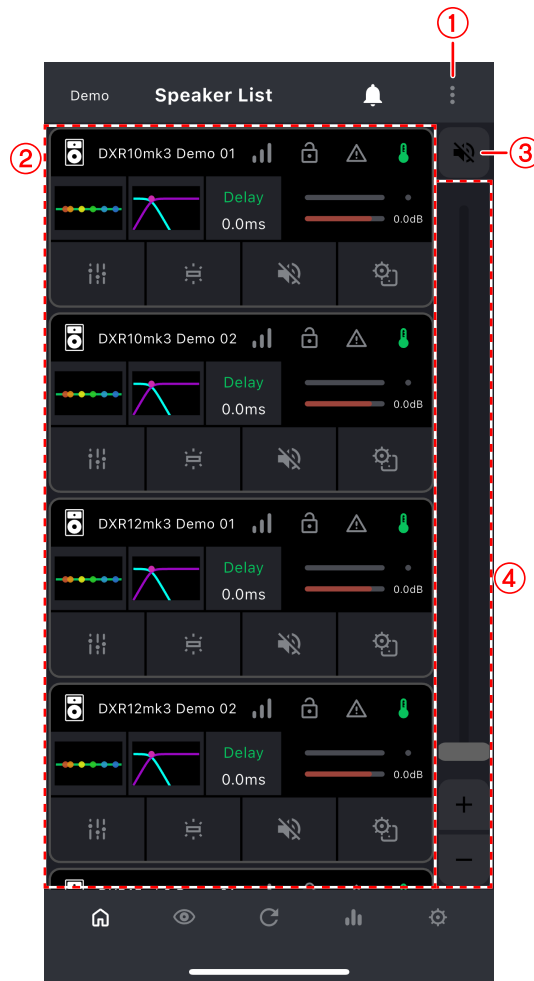 ①
Demo Speaker List
② DXR10mk3 Demo 01 ③
Delay
0.0ms 0.0dB
DXR10mk3 Demo 02
Delay
0.0ms 0.0dB
DXR12mk3 Demo 01
Delay
④
0.0ms 0.0dB
DXR12mk3 Demo 02
Delay
0.0ms 0.0dB
+
−